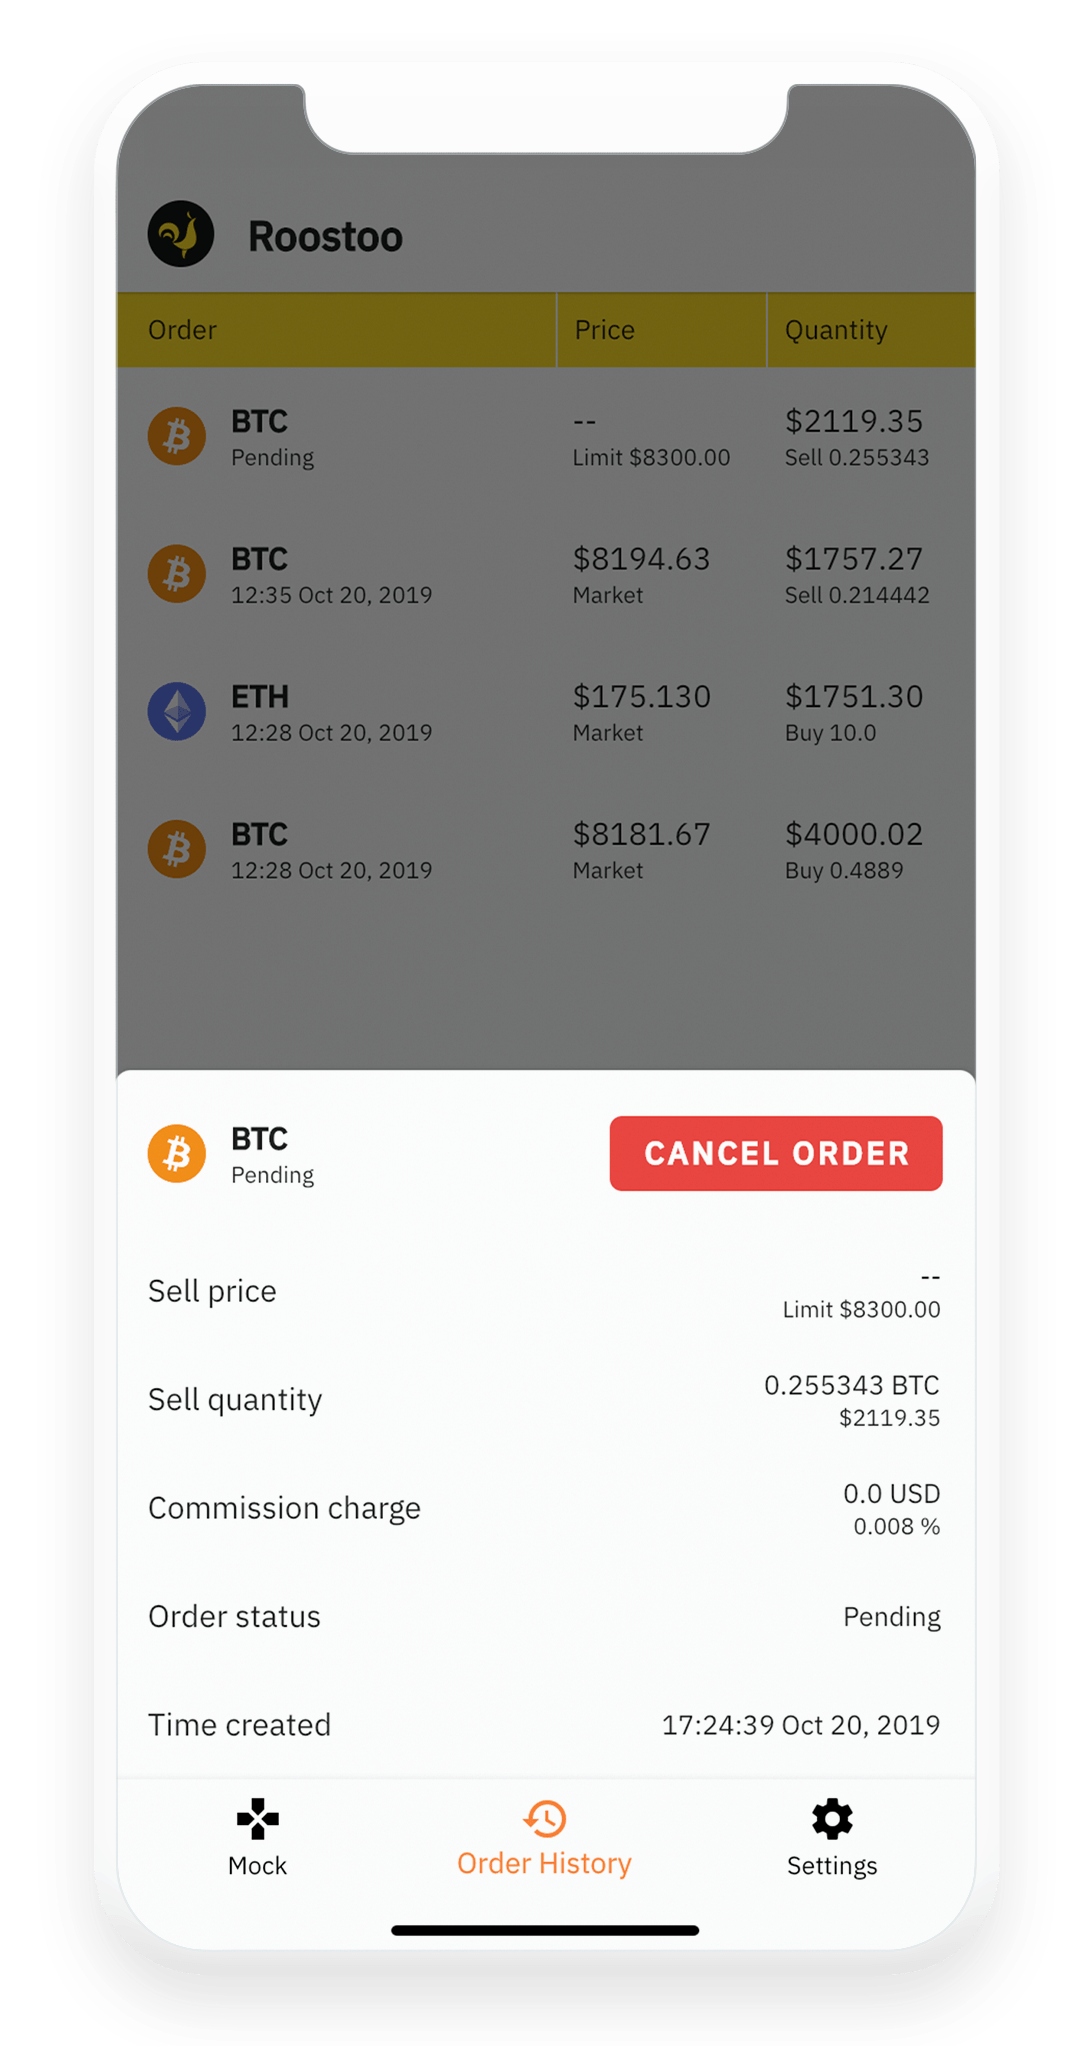 Roostoo
Order Price Quantity
BTC -- $2119.35
Pending Limit $8300.00 Sell 0.255343
BTC $8194.63 $1757.27
12:35 Oct 20, 2019 Market Sell 0.214442
ETH $175.130 $1751.30
12:28 Oct 20, 2019 Market Buy 10.0
BTC $8181.67 $4000.02
12:28 Oct 20, 2019 Market Buy 0.4889
BTC
Pending
CANCEL ORDER
Sell price --
Limit $8300.00
Sell quantity 0.255343 BTC
$2119.35
Commission charge 0.0 USD
0.008 %
Order status Pending
Time created 17:24:39 Oct 20, 2019
Mock Order History Settings